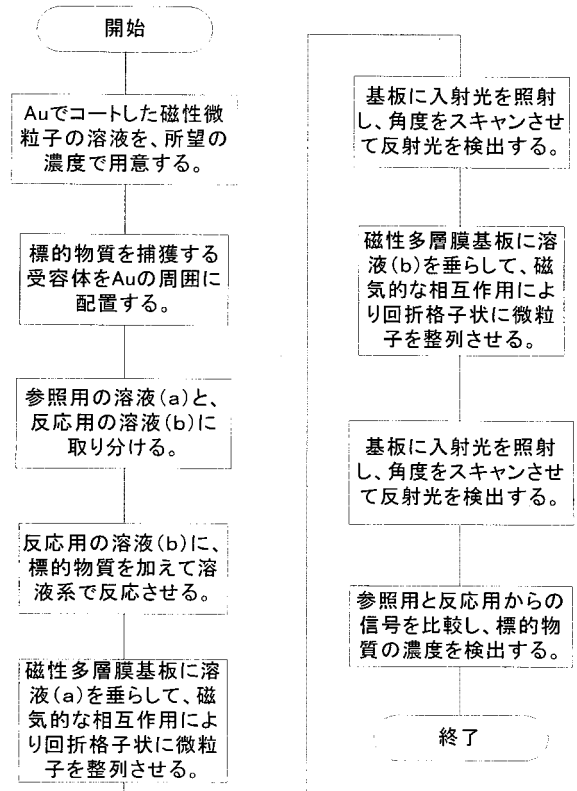 開始
Auでコートした磁性微
粒子の溶液を、所望の
濃度で用意する。
標的物質を捕獲する
受容体をAuの周囲に
配置する。
参照用の溶液(a)と、
反応用の溶液(b)に
取り分ける。
反応用の溶液(b)に、
標的物質を加えて溶
液系で反応させる。
磁性多層膜基板に溶
液(a)を垂らして、磁
気的な相互作用によ
り回折格子状に微粒
子を整列させる。
基板に入射光を照射
し、角度をスキャンさせ
て反射光を検出する。
磁性多層膜基板に溶
液(b)を垂らして、磁
気的な相互作用によ
り回折格子状に微粒
子を整列させる。
基板に入射光を照射
し、角度をスキャンさせ
て反射光を検出する。
参照用と反応用からの
信号を比較し、標的物
質の濃度を検出する。
終了